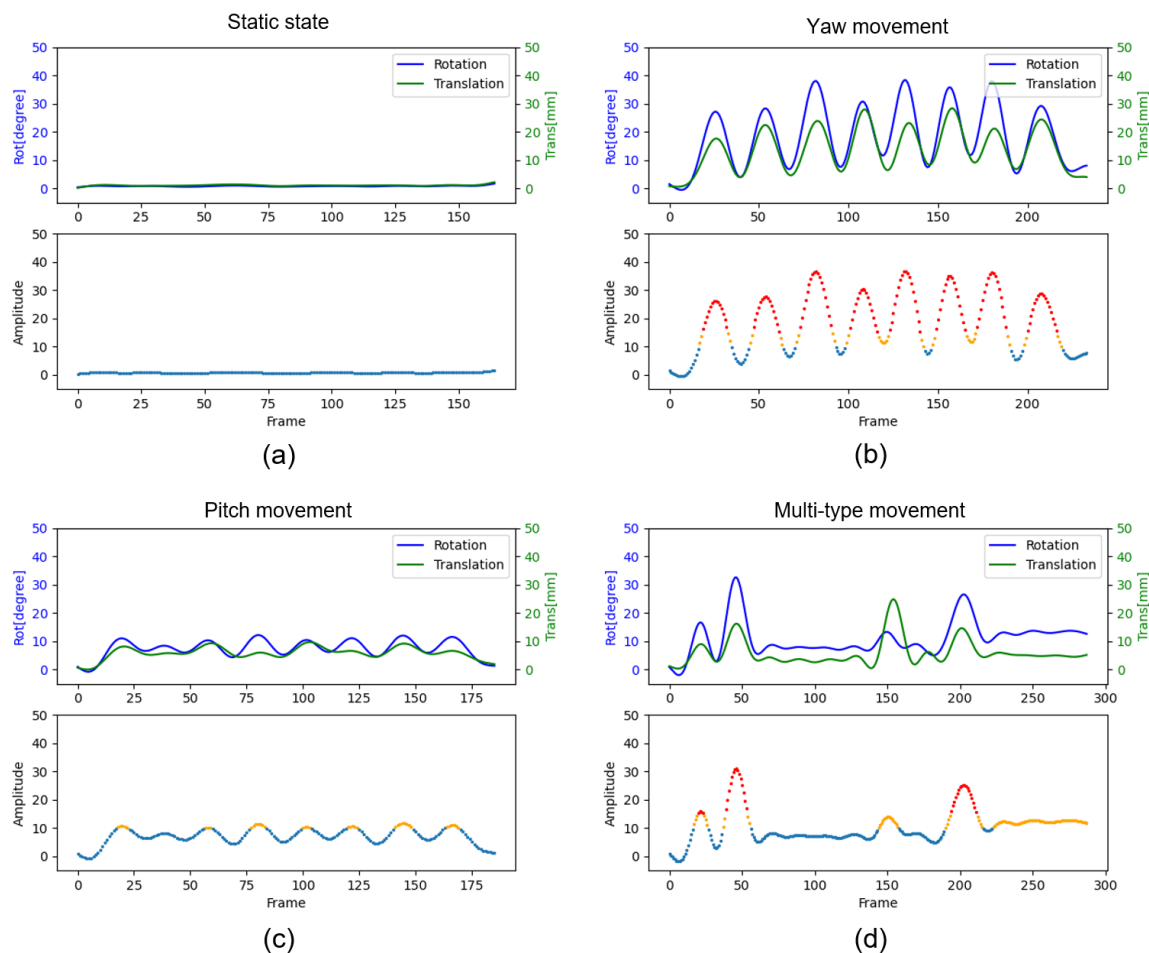 Static state
50
40
30
20
10
0
Rot[degree]
Rotation
Translation
50
40
30
20
10
0
Trans[mm]
0 25 50 75 100 125 150
50
40
30
20
10
0
Amplitude
0 25 50 75 100 125 150
Frame
(a)
Yaw movement
50
40
30
20
10
0
Rot[degree]
Rotation
Translation
50
40
30
20
10
0
Trans[mm]
0 50 100 150 200
50
40
30
20
10
0
Amplitude
0 50 100 150 200
Frame
(b)
Pitch movement
50
40
30
20
10
0
Rot[degree]
Rotation
Translation
50
40
30
20
10
0
Trans[mm]
0 25 50 75 100 125 150 175
50
40
30
20
10
0
Amplitude
0 25 50 75 100 125 150 175
Frame
(c)
Multi-type movement
50
40
30
20
10
0
Rot[degree]
Rotation
Translation
50
40
30
20
10
0
Trans[mm]
0 50 100 150 200 250 300
50
40
30
20
10
0
Amplitude
0 50 100 150 200 250 300
Frame
(d)